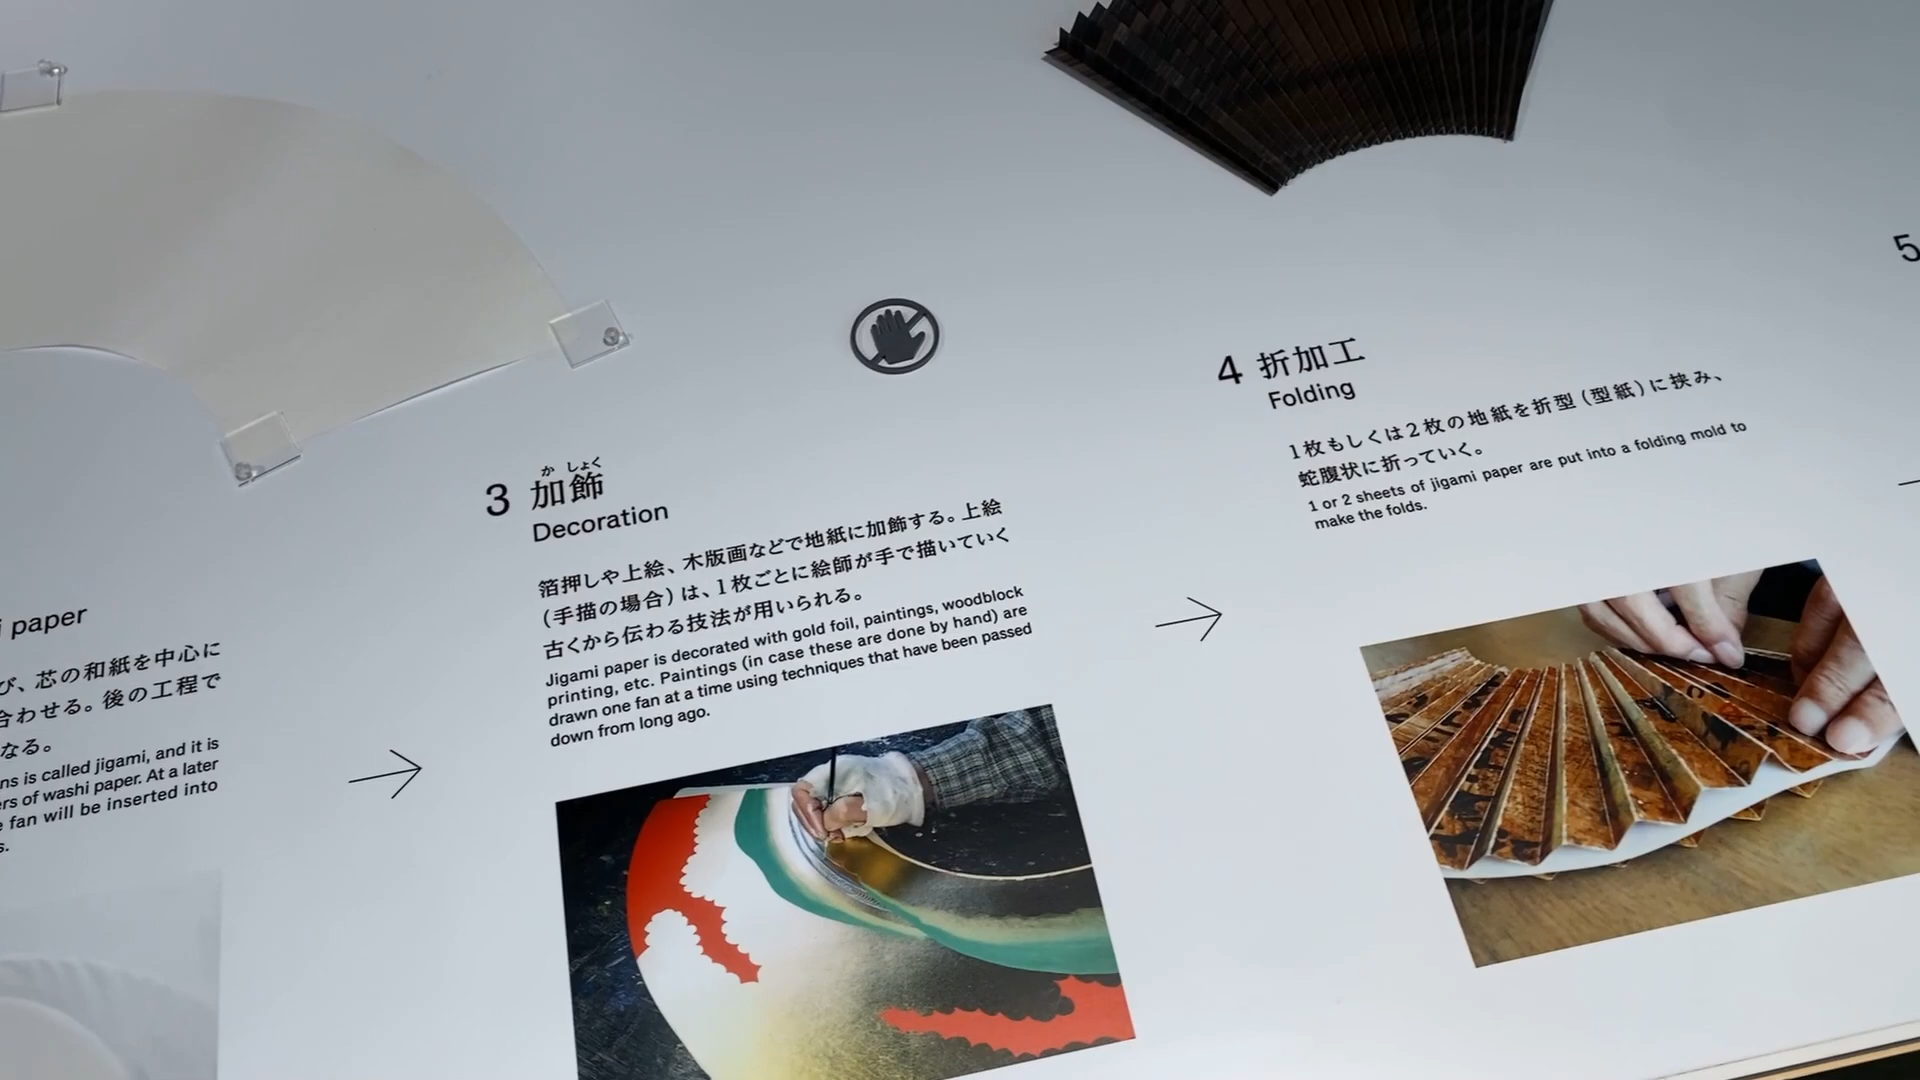 i paper
び、芯の和紙を中心に
合わせる。後の工程で
なる。
ns is called jigami, and it is
ers of washi paper. At a later
e fan will be inserted into
s.
か しょく
3 加飾
Decoration
箔押しや上絵、木版画などで地紙に加飾する。上絵
(手描の場合)は、1枚ごとに絵師が手で描いていく
古くから伝わる技法が用いられる。
Jigami paper is decorated with gold foil, paintings, woodblock
printing, etc. Paintings (in case these are done by hand) are
drawn one fan at a time using techniques that have been passed
down from long ago.
4 折加工
Folding
1枚もしくは2枚の地紙を折型(型紙)に挟み、
蛇腹状に折っていく。
1 or 2 sheets of jigami paper are put into a folding mold to
make the folds.
5